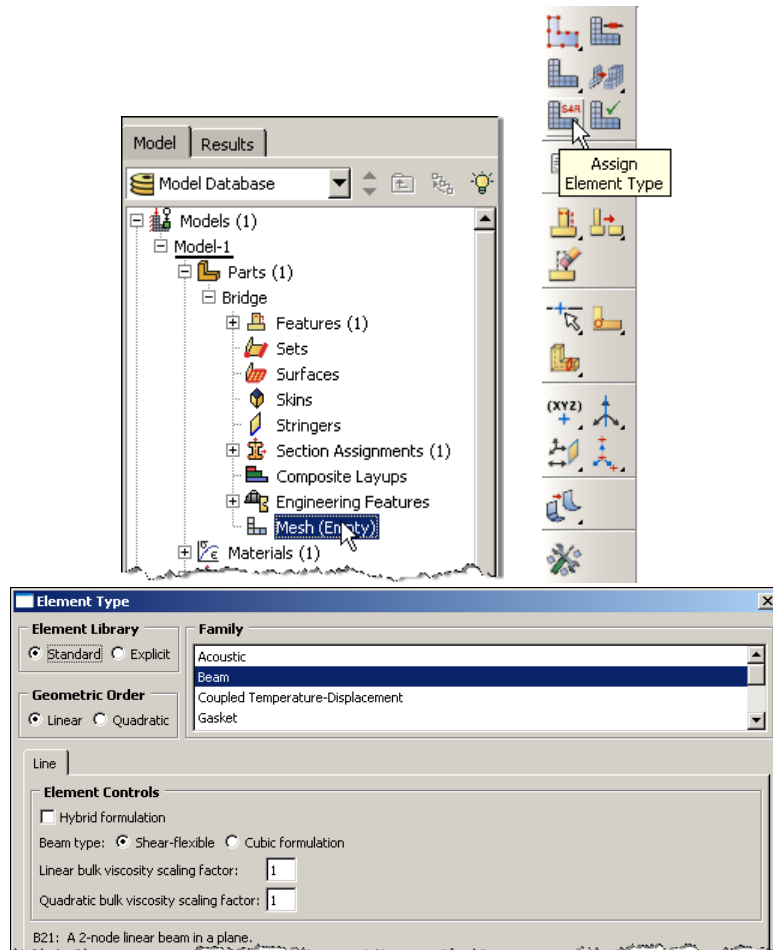 Model
Results
Model Database
Models (1)
Model-1
Parts (1)
Bridge
Features (1)
Sets
Surfaces
Skins
Stringers
Section Assignments (1)
Composite Layups
Engineering Features
Mesh (Empty)
Materials (1)
S4R
Assign
Element Type
(XYZ)
Element Type
Element Library
Standard Explicit
Family
Acoustic
Beam
Coupled Temperature-Displacement
Gasket
Geometric Order
Linear Quadratic
Line
Element Controls
Hybrid formulation
Beam type: Shear-flexible Cubic formulation
Linear bulk viscosity scaling factor: 1
Quadratic bulk viscosity scaling factor: 1
B21: A 2-node linear beam in a plane.